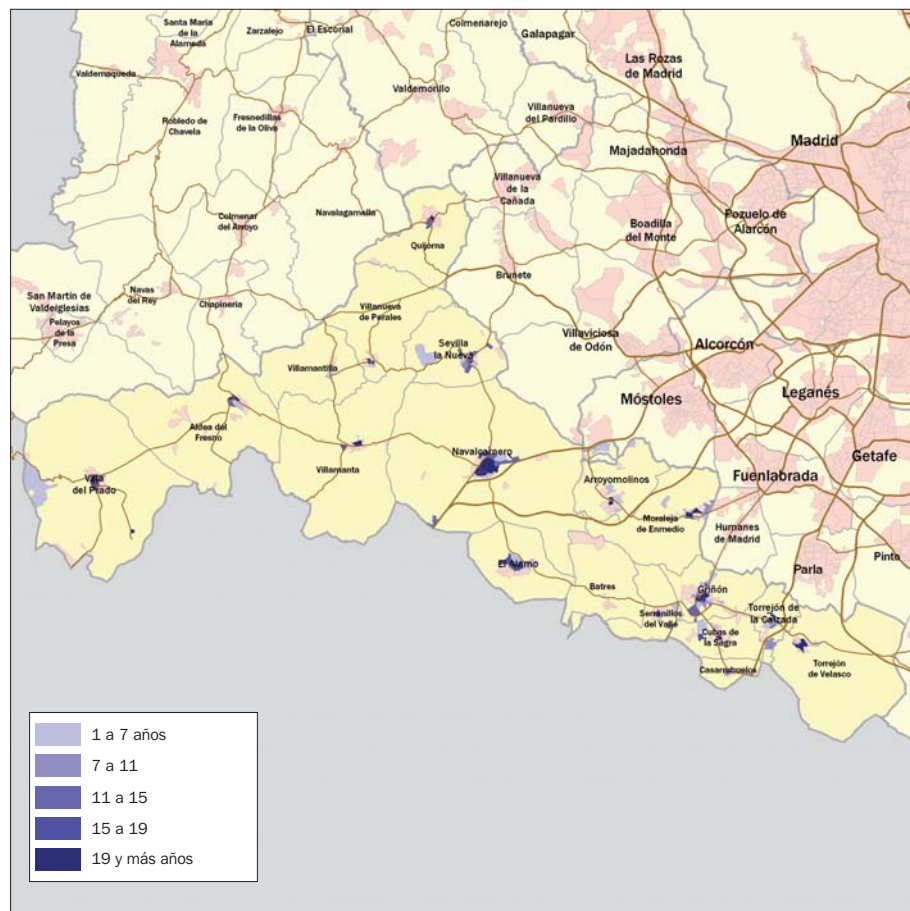 Santa María
de la
Alameda
Zarzalejo
El Escorial
Colmenarejo
Galapagar
Las Rozas
de Madrid
Valdemaqueda
Valdemorillo
Robledo de
Chavela
Fresnedillas
de la Oliva
Villanueva
del Pardillo
Madrid
Majadahonda
Villanueva
de la
Cañada
Navalagamella
Colmenar
del Arroyo
Quijorna
Boadilla
del Monte
Pozuelo de
Alarcón
Brunete
San Martín de
Valdeiglesias
Navas
del Rey
Chapinería
Villanueva
de Perales
Pelayos
de la
Presa
Villaviciosa
de Odón
Alcorcón
Sevilla
la Nueva
Villamantilla
Móstoles
Leganés
Aldea del
Fresno
Navalcarnero
Getafe
Villamanta
Villa
del Prado
Arroyomolinos
Fuenlabrada
Moraleja
de Enmedio
Humanes
de Madrid
Pinto
Parla
El Álamo
Batres
Griñón
Serranillos
del Valle
Torrejón de
la Calzada
Cubas de
la Sagra
Casarrubuelos
Torrejón
de Velasco
1 a 7 años
7 a 11
11 a 15
15 a 19
19 y más años